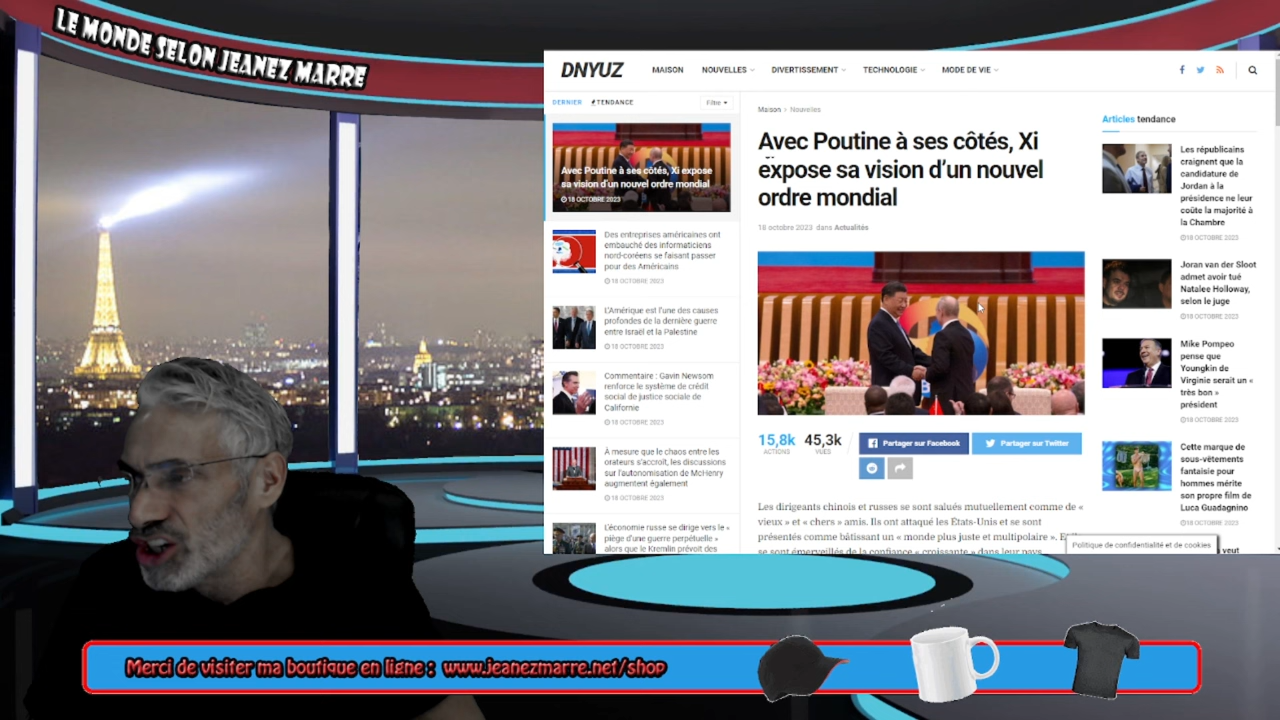 LE MONDE SELON JEANEZ MARRE
DNYUZ
MAISON NOUVELLES DIVERTISSEMENT TECHNOLOGIE MODE DE VIE
DERNIER TENDANCE Filtre
Avec Poutine à ses côtés, Xi expose
sa vision d'un nouvel ordre mondial
18 OCTOBRE 2023
Des entreprises américaines ont
embauché des informaticiens
nord-coréens se faisant passer
pour des Américains
18 OCTOBRE 2023
L'Amérique est l'une des causes
profondes de la dernière guerre
entre Israël et la Palestine
18 OCTOBRE 2023
Commentaire : Gavin Newsom
renforce le système de crédit
social de justice sociale de
Californie
18 OCTOBRE 2023
À mesure que le chaos entre les
orateurs s'accroît, les discussions
sur l'autonomisation de McHenry
augmentent également
18 OCTOBRE 2023
L'économie russe se dirige vers le «
piège d'une guerre perpétuelle »
alors que le Kremlin prévoit des
Maison > Nouvelles
Avec Poutine à ses côtés, Xi
expose sa vision d'un nouvel
ordre mondial
18 octobre 2023 dans Actualités
15,8k
ACTIONS
45,3k
VUES
Partager sur Facebook
Partager sur Twitter
Les dirigeants chinois et russes se sont salués mutuellement comme de «
vieux » et « chers » amis. Ils ont attaqué les États-Unis et se sont
présentés comme bâtissant un « monde plus juste et multipolaire ».
se sont émerveillés de la confiance « croissante » dans leur pays
Articles tendance
Les républicains
craignent que la
candidature de
Jordan à la
présidence ne leur
coûte la majorité à
la Chambre
18 OCTOBRE 2023
Joran van der Sloot
admet avoir tué
Natalee Holloway,
selon le juge
18 OCTOBRE 2023
Mike Pompeo
pense que
Youngkin de
Virginie serait un «
très bon »
président
18 OCTOBRE 2023
Cette marque de
sous-vêtements
fantaisie pour
hommes mérite
son propre film de
Luca Guadagnino
18 OCTOBRE 2023
Politique de confidentialité et de cookies
veut
Merci de visiter ma boutique en ligne : www.jeanezmarre.net/shop